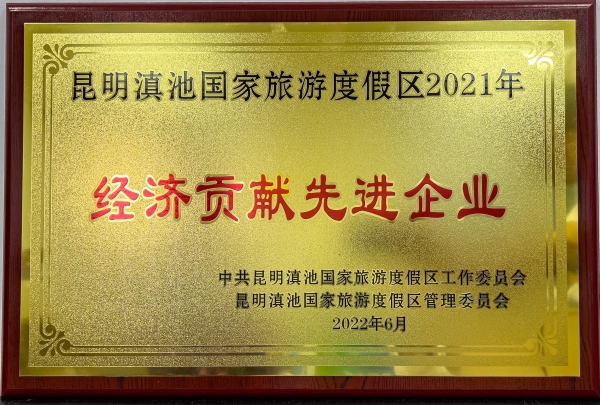 昆明滇池国家旅游度假区2021年
经济贡献先进企业
中共昆明滇池国家旅游度假区工作委员会
昆明滇池国家旅游度假区管理委员会
2022年6月